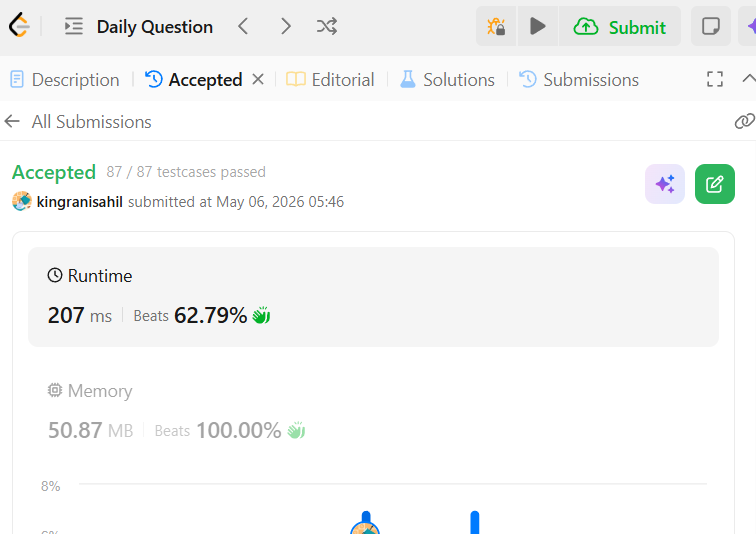 Daily Question Submit
Description Accepted Editorial Solutions Submissions
All Submissions
Accepted 87 / 87 testcases passed
kingranisahil submitted at May 06, 2026 05:46
Runtime
207 ms Beats 62.79%
Memory
50.87 MB Beats 100.00%
8%